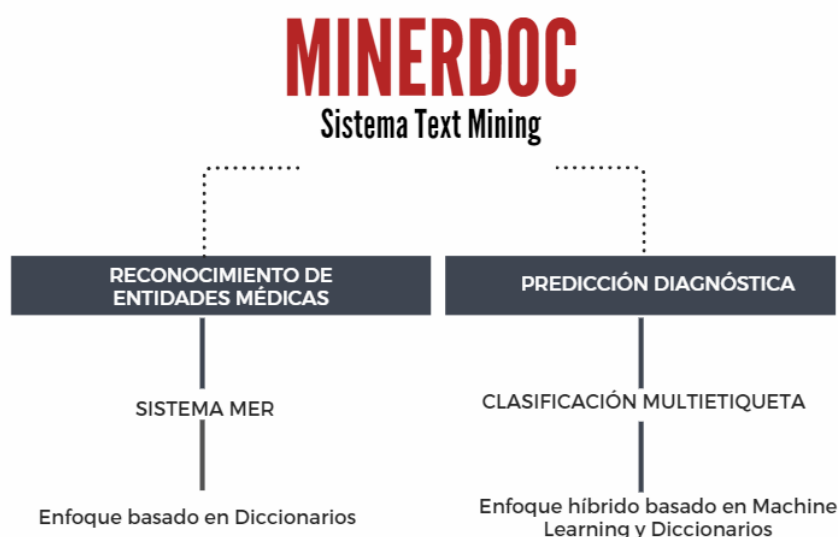 MINERDOC
Sistema Text Mining
RECONOCIMIENTO DE
ENTIDADES MÉDICAS
PREDICCIÓN DIAGNÓSTICA
SISTEMA MER
CLASIFICACIÓN MULTIETIQUETA
Enfoque basado en Diccionarios
Enfoque híbrido basado en Machine
Learning y Diccionarios